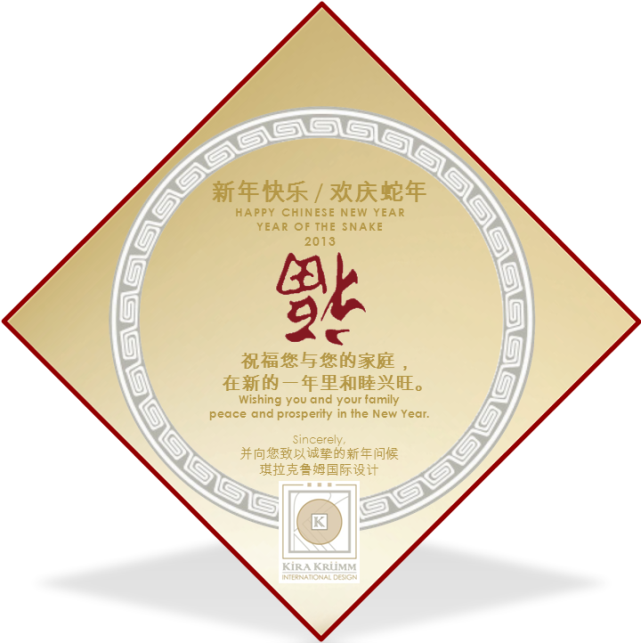 新年快乐 / 欢庆蛇年
HAPPY CHINESE NEW YEAR
YEAR OF THE SNAKE
2013
福
祝福您与您的家庭，
在新的一年里和睦兴旺。
Wishing you and your family
peace and prosperity in the New Year.
Sincerely,
并向您致以诚挚的新年问候
琪拉克鲁姆国际设计
K
KIRA KRÜMM
INTERNATIONAL DESIGN